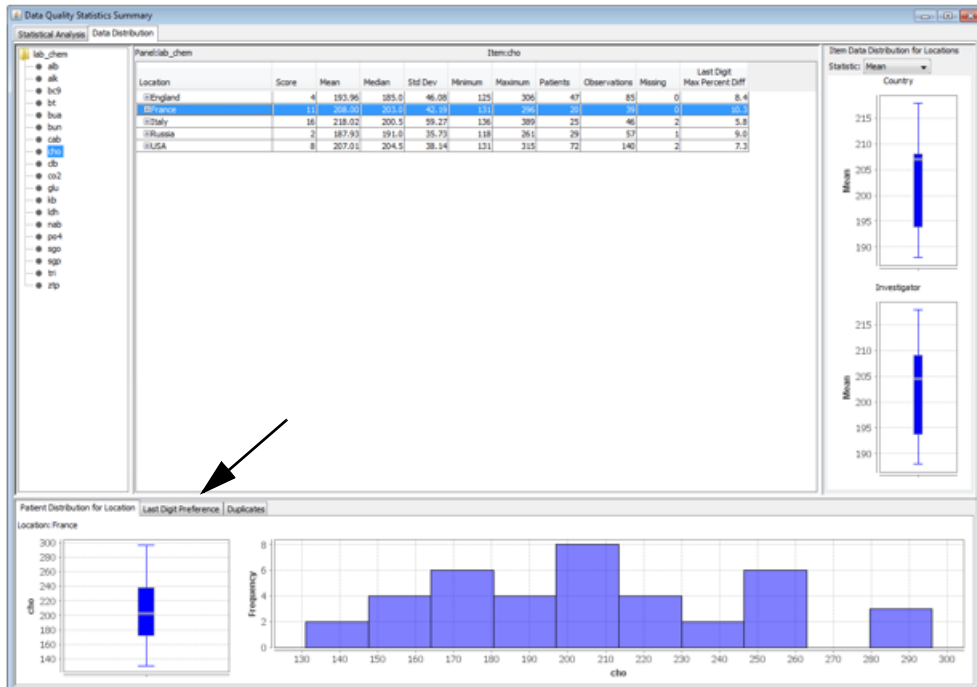 Data Quality Statistics Summary
Statistical Analysis Data Distribution
lab_chem
alb
alk
bc9
bt
bua
bun
cab
cho
clb
co2
glu
kb
ldh
nab
po4
sgo
sgp
tri
ztp
Panel:lab_chem Item:cho
Location Score Mean Median Std Dev Minimum Maximum Patients Observations Missing Last Digit Max Percent Diff
England 4 193.96 185.0 46.08 125 306 47 85 0 8.4
France 11 208.00 203.0 42.19 131 296 20 39 0 10.3
Italy 16 218.02 200.5 59.27 136 389 25 46 2 5.8
Russia 2 187.93 191.0 35.73 118 261 29 57 1 9.0
USA 8 207.01 204.5 38.14 131 315 72 140 2 7.3
Item Data Distribution for Locations
Statistic: Mean
Country
215
210
205
200
195
190
Mean
Investigator
215
210
205
200
195
190
Mean
Patient Distribution for Location Last Digit Preference Duplicates
Location: France
300
280
260
240
220
200
180
160
140
cho
8
6
4
2
0
Frequency
130 140 150 160 170 180 190 200 210 220 230 240 250 260 270 280 290 300
cho